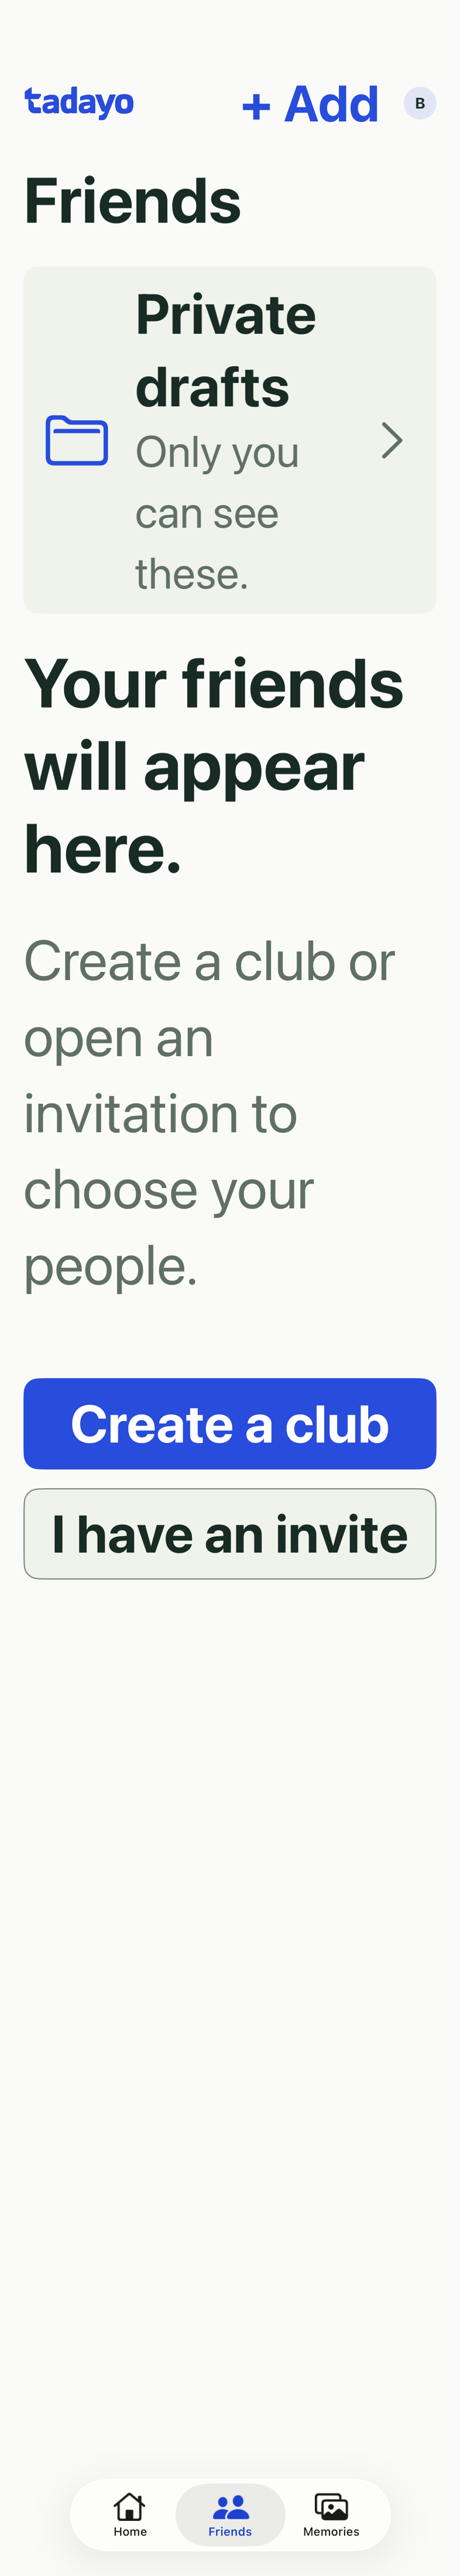 tadayo
+ Add
B
Friends
Private
drafts
Only you
can see
these.
Your friends
will appear
here.
Create a club or
open an
invitation to
choose your
people.
Create a club
I have an invite
Home
Friends
Memories